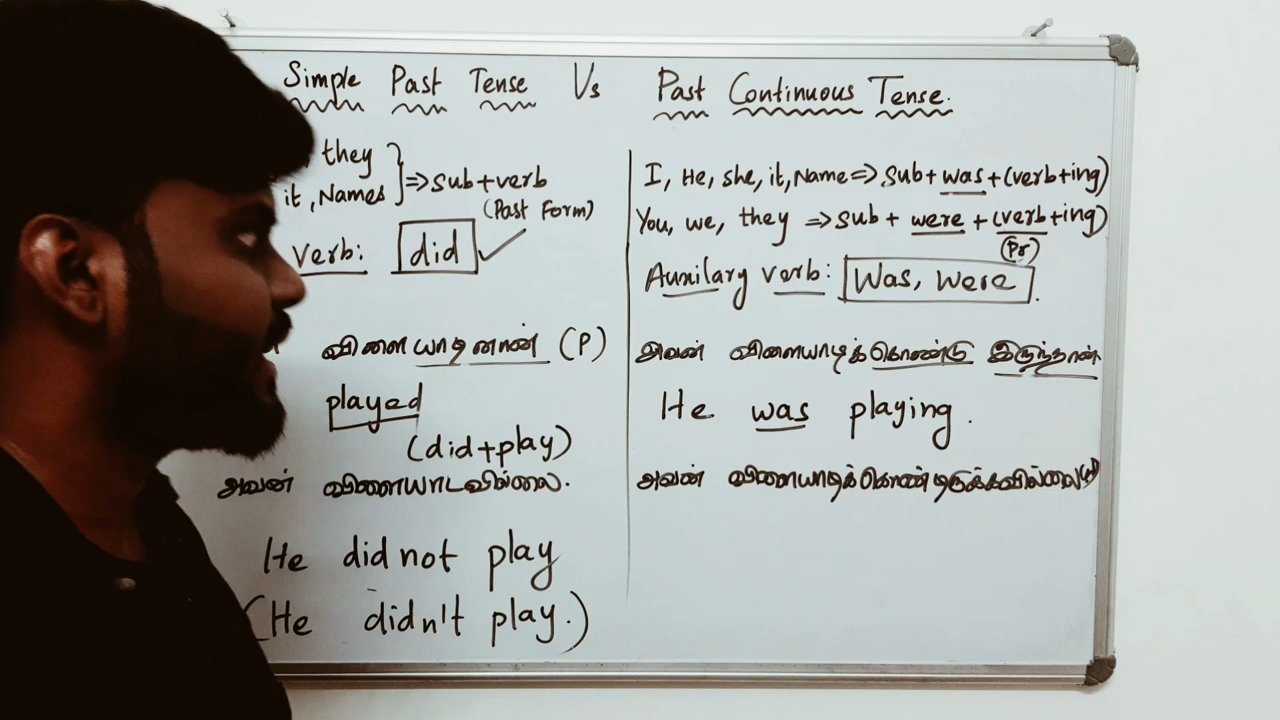 Simple Past Tense Vs Past Continuous Tense.
they
it, Names
⇒ Sub+verb
(Past Form)
verb: did ✓
விளையாடினான் (P)
played
(did+play)
அவன் விளையாடவில்லை.
He did not play
(He didn't play.)
I, He, she, it, Name ⇒ Sub+ was +(verb+ing)
You, we, they ⇒ Sub + were + (verb+ing)
(Pr)
Auxilary verb: Was, Were.
அவன் விளையாடிக்கொண்டு இருந்தான்.
He was playing.
அவன் விளையாடிக்கொண்டிருக்கவில்லை